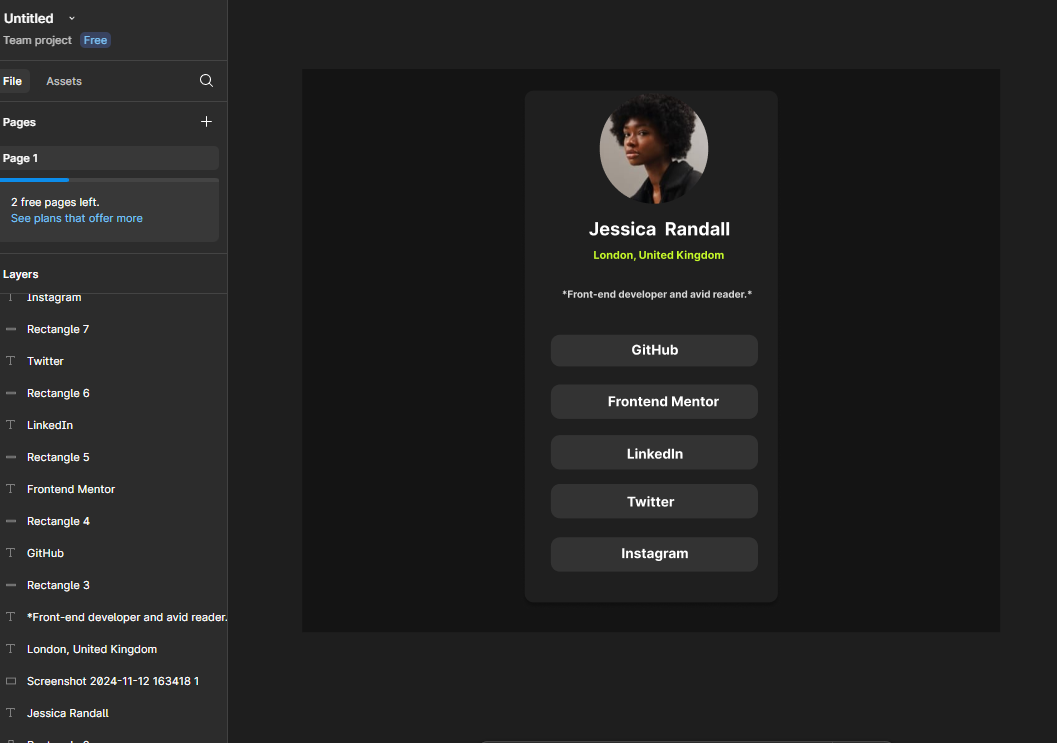 Untitled
Team project Free
File Assets
Pages
Page 1
2 free pages left.
See plans that offer more
Layers
Instagram
Rectangle 7
Twitter
Rectangle 6
LinkedIn
Rectangle 5
Frontend Mentor
Rectangle 4
GitHub
Rectangle 3
*Front-end developer and avid reader.
London, United Kingdom
Screenshot 2024-11-12 163418 1
Jessica Randall
Jessica Randall
London, United Kingdom
*Front-end developer and avid reader.*
GitHub
Frontend Mentor
LinkedIn
Twitter
Instagram